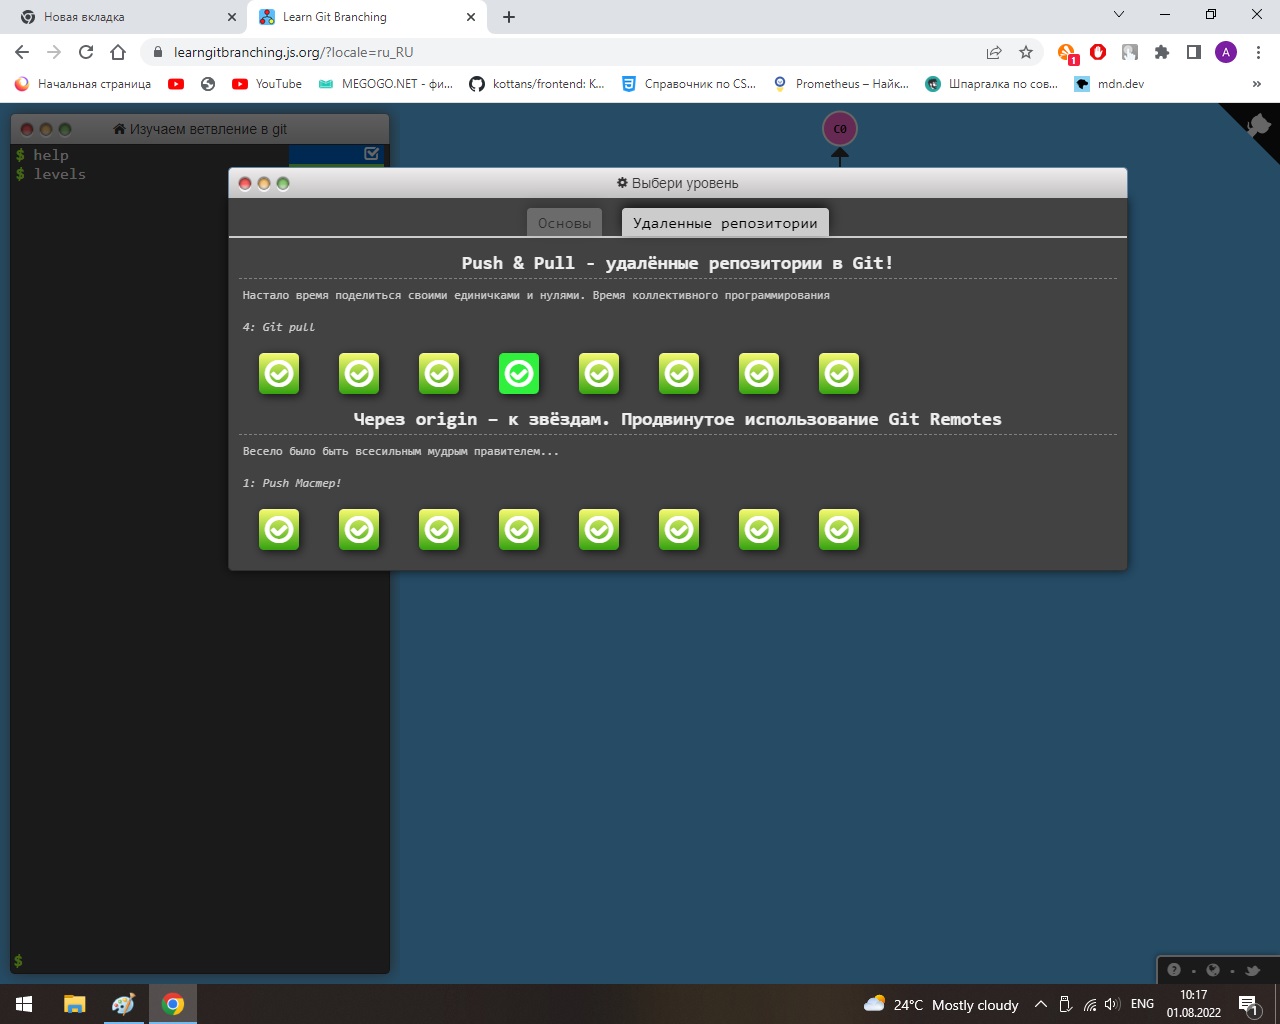 Новая вкладка
Learn Git Branching
learngitbranching.js.org/?locale=ru_RU
1
A
Начальная страница
YouTube
MEGOGO.NET - фи...
kottans/frontend: K...
Справочник по CS...
Prometheus – Найк...
Шпаргалка по сов...
mdn.dev
»
Изучаем ветвление в git
$ help
$ levels
C0
Выбери уровень
Основы
Удаленные репозитории
Push & Pull - удалённые репозитории в Git!
Настало время поделиться своими единичками и нулями. Время коллективного программирования
4: Git pull
Через origin – к звёздам. Продвинутое использование Git Remotes
Весело было быть всесильным мудрым правителем...
1: Push Мастер!
$
24°C Mostly cloudy
ENG
10:17
01.08.2022
1